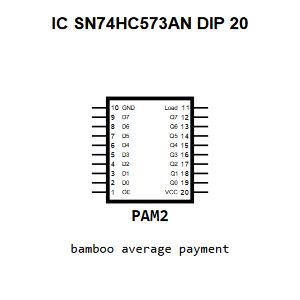 IC SN74HC573AN DIP 20
10 GND Load 11
9 D7 Q7 12
8 D6 Q6 13
7 D5 Q5 14
6 D4 Q4 15
5 D3 Q3 16
4 D2 Q2 17
3 D1 Q1 18
2 D0 Q0 19
1 OE VCC 20
PAM2
bamboo average payment